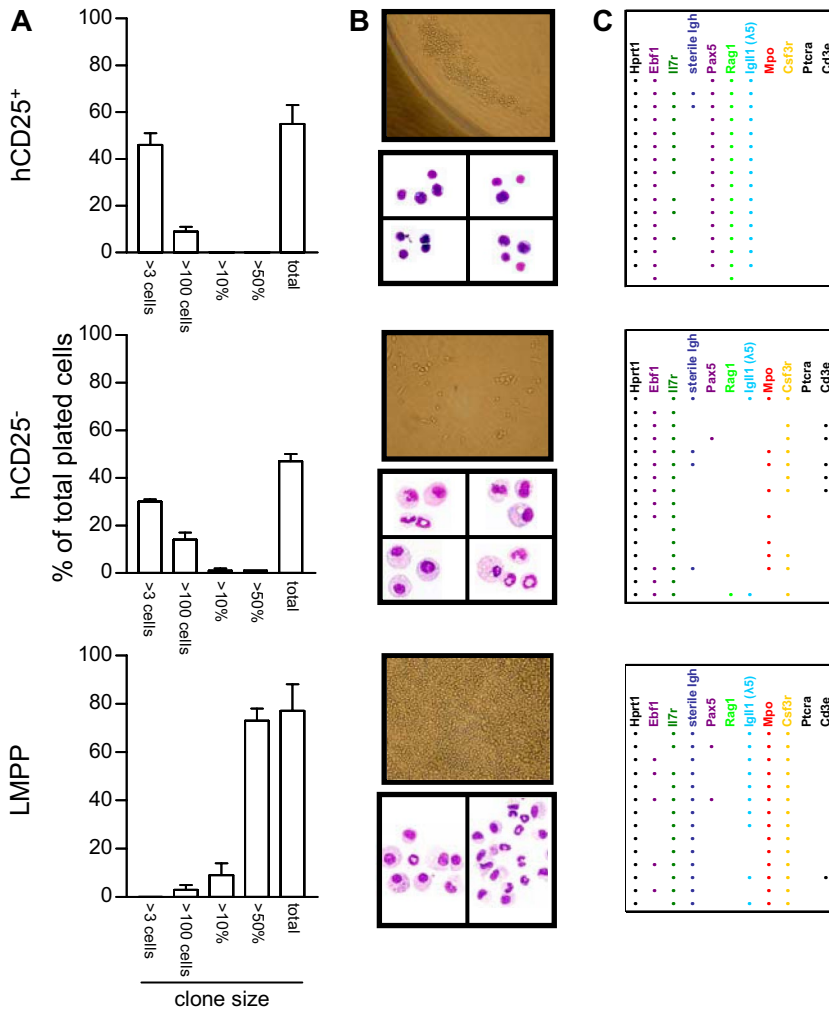 A
B
C
hCD25+
100
80
60
40
20
0
>3 cells
>100 cells
>10%
>50%
total
Hprt1
Ebf1
Il7r
sterile Igh
Pax5
Rag1
Igll1 (λ5)
Mpo
Csf3r
Ptcra
Cd3e
% of total plated cells
hCD25-
100
80
60
40
20
0
>3 cells
>100 cells
>10%
>50%
total
Hprt1
Ebf1
Il7r
sterile Igh
Pax5
Rag1
Igll1 (λ5)
Mpo
Csf3r
Ptcra
Cd3e
LMPP
100
80
60
40
20
0
>3 cells
>100 cells
>10%
>50%
total
clone size
Hprt1
Ebf1
Il7r
sterile Igh
Pax5
Rag1
Igll1 (λ5)
Mpo
Csf3r
Ptcra
Cd3e